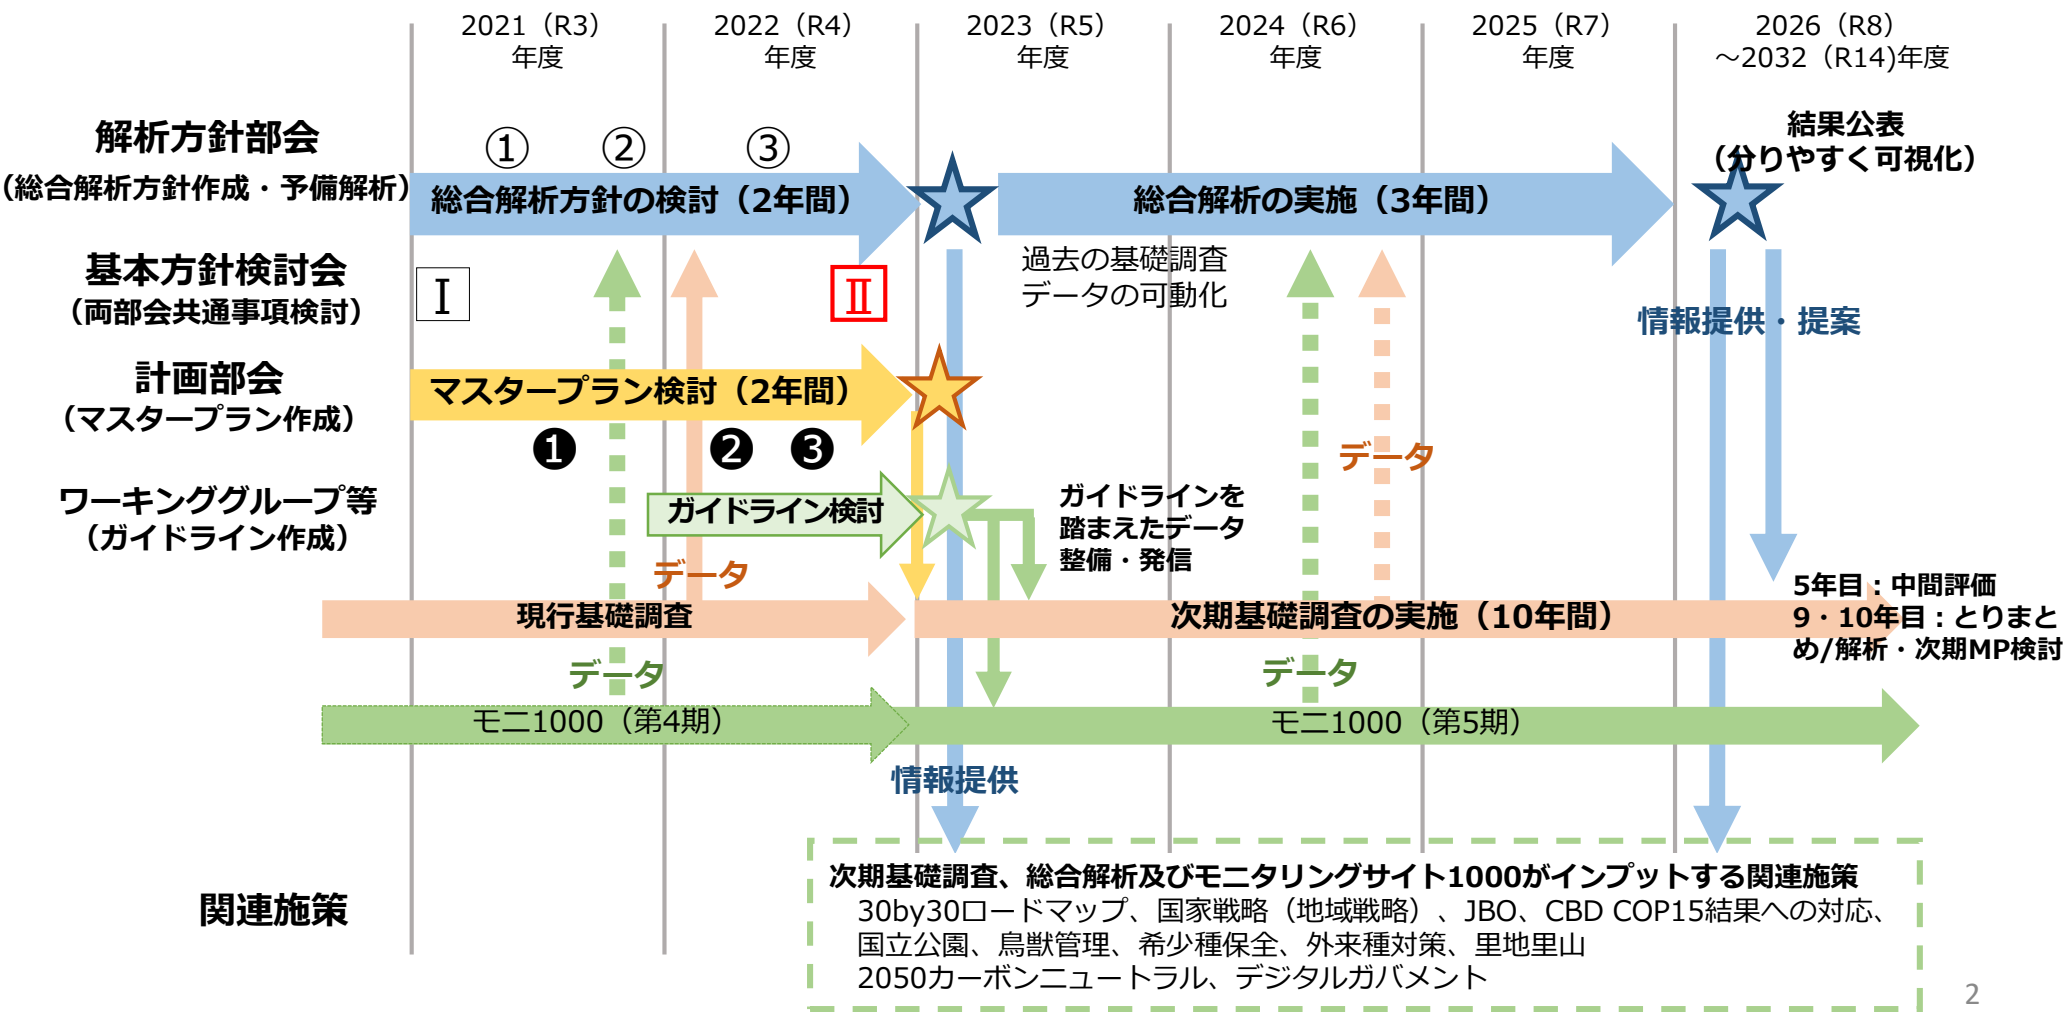 2021（R3）
年度
2022（R4）
年度
2023（R5）
年度
2024（R6）
年度
2025（R7）
年度
2026（R8）
～2032（R14)年度
解析方針部会
（総合解析方針作成・予備解析）
①
②
③
総合解析方針の検討（2年間）
総合解析の実施（3年間）
結果公表
（分りやすく可視化）
過去の基礎調査
データの可動化
基本方針検討会
（両部会共通事項検討）
Ⅰ
Ⅱ
情報提供・提案
計画部会
（マスタープラン作成）
マスタープラン検討（2年間）
❶
❷
❸
データ
ワーキンググループ等
（ガイドライン作成）
ガイドライン検討
ガイドラインを
踏まえたデータ
整備・発信
データ
現行基礎調査
次期基礎調査の実施（10年間）
5年目：中間評価
9・10年目：とりまと
め/解析・次期MP検討
データ
データ
モニ1000（第4期）
モニ1000（第5期）
情報提供
関連施策
次期基礎調査、総合解析及びモニタリングサイト1000がインプットする関連施策
30by30ロードマップ、国家戦略（地域戦略）、JBO、CBD COP15結果への対応、
国立公園、鳥獣管理、希少種保全、外来種対策、里地里山
2050カーボンニュートラル、デジタルガバメント
2